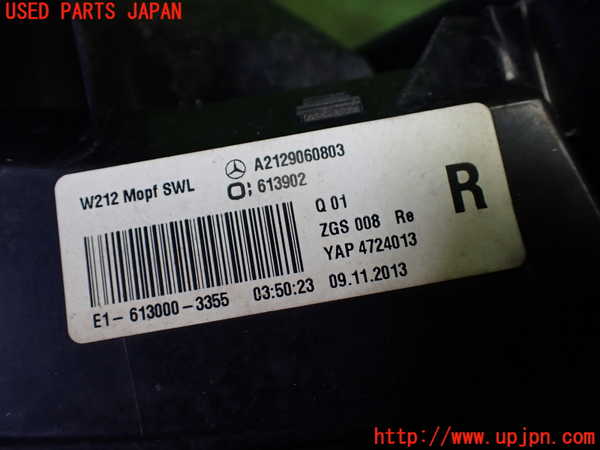 USED PARTS JAPAN
W212 Mopf SWL
A2129060803
613902
Q 01
ZGS 008 Re
YAP 4724013
R
E1-613000-3355 03:50:23 09.11.2013
http://www.upjpn.com